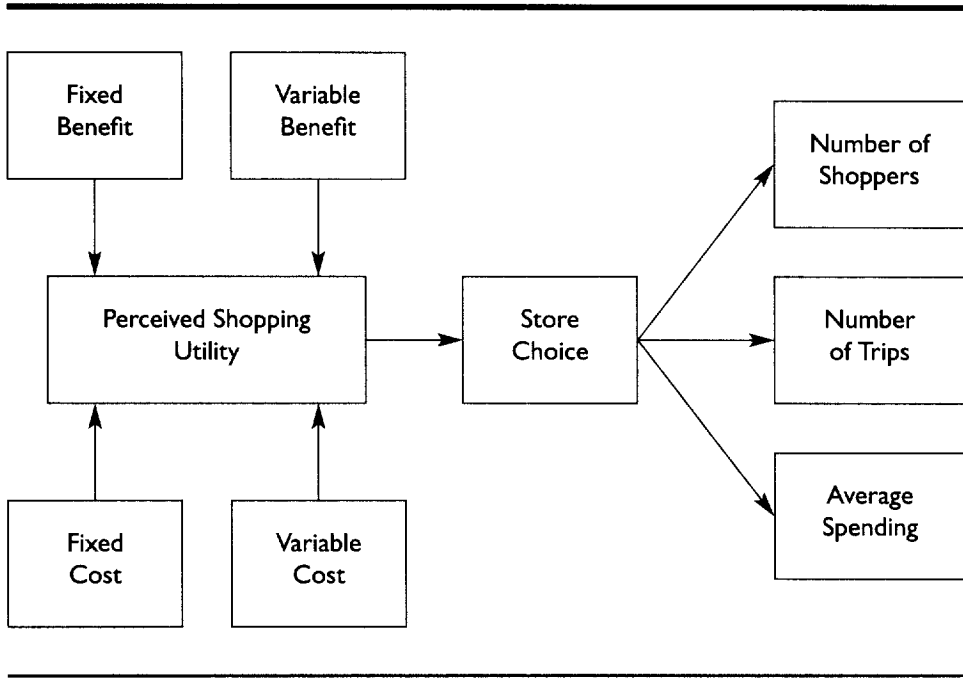 Fixed
Benefit
Variable
Benefit
Number of
Shoppers
Perceived Shopping
Utility
Store
Choice
Number
of Trips
Average
Spending
Fixed
Cost
Variable
Cost